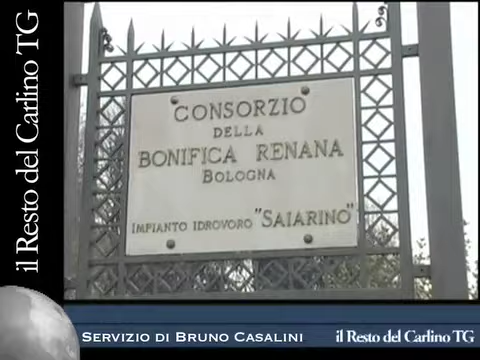 il Resto del Carlino TG
CONSORZIO
DELLA
BONIFICA RENANA
BOLOGNA
IMPIANTO IDROVORO "SAIARINO"
SERVIZIO DI BRUNO CASALINI
il Resto del Carlino TG